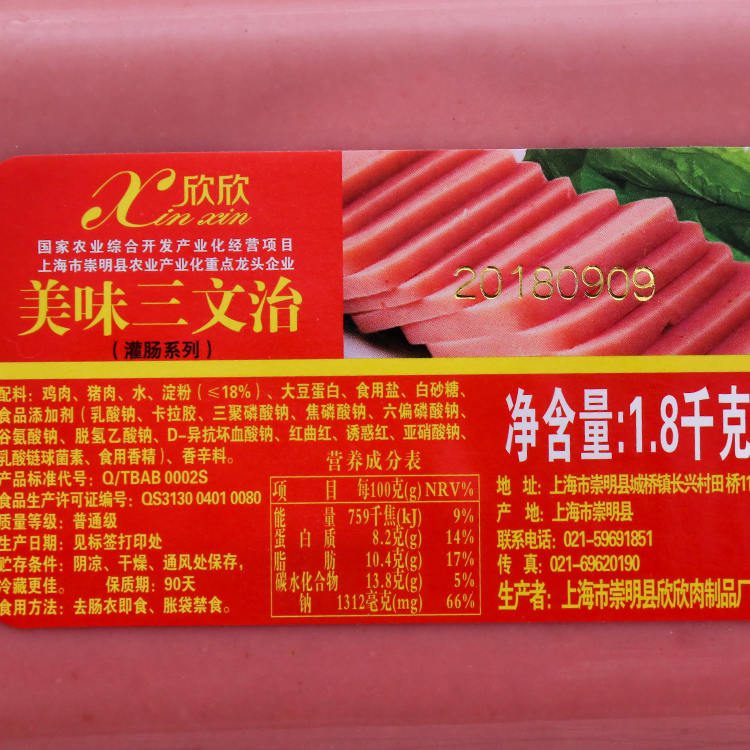 欣欣
Xin xin
国家农业综合开发产业化经营项目
上海市崇明县农业产业化重点龙头企业
美味三文治
（灌肠系列）
20180909
配料：鸡肉、猪肉、水、淀粉（≤18%）、大豆蛋白、食用盐、白砂糖、
食品添加剂（乳酸钠、卡拉胶、三聚磷酸钠、焦磷酸钠、六偏磷酸钠、
谷氨酸钠、脱氢乙酸钠、D-异抗坏血酸钠、红曲红、诱惑红、亚硝酸钠、
乳酸链球菌素、食用香精）、香辛料。
产品标准代号：Q/TBAB 0002S
食品生产许可证编号：QS3130 0401 0080
质量等级：普通级
生产日期：见标签打印处
贮存条件：阴凉、干燥、通风处保存，
冷藏更佳。 保质期：90天
食用方法：去肠衣即食、胀袋禁食。
营养成分表
项 目 每100克(g) NRV%
能 量 759千焦(kJ) 9%
蛋 白 质 8.2克(g) 14%
脂 肪 10.4克(g) 17%
碳水化合物 13.8克(g) 5%
钠 1312毫克(mg) 66%
净含量:1.8千克
地 址：上海市崇明县城桥镇长兴村田桥11
产 地：上海市崇明县
联系电话：021-59691851
传 真：021-69620190
生产者：上海市崇明县欣欣肉制品厂